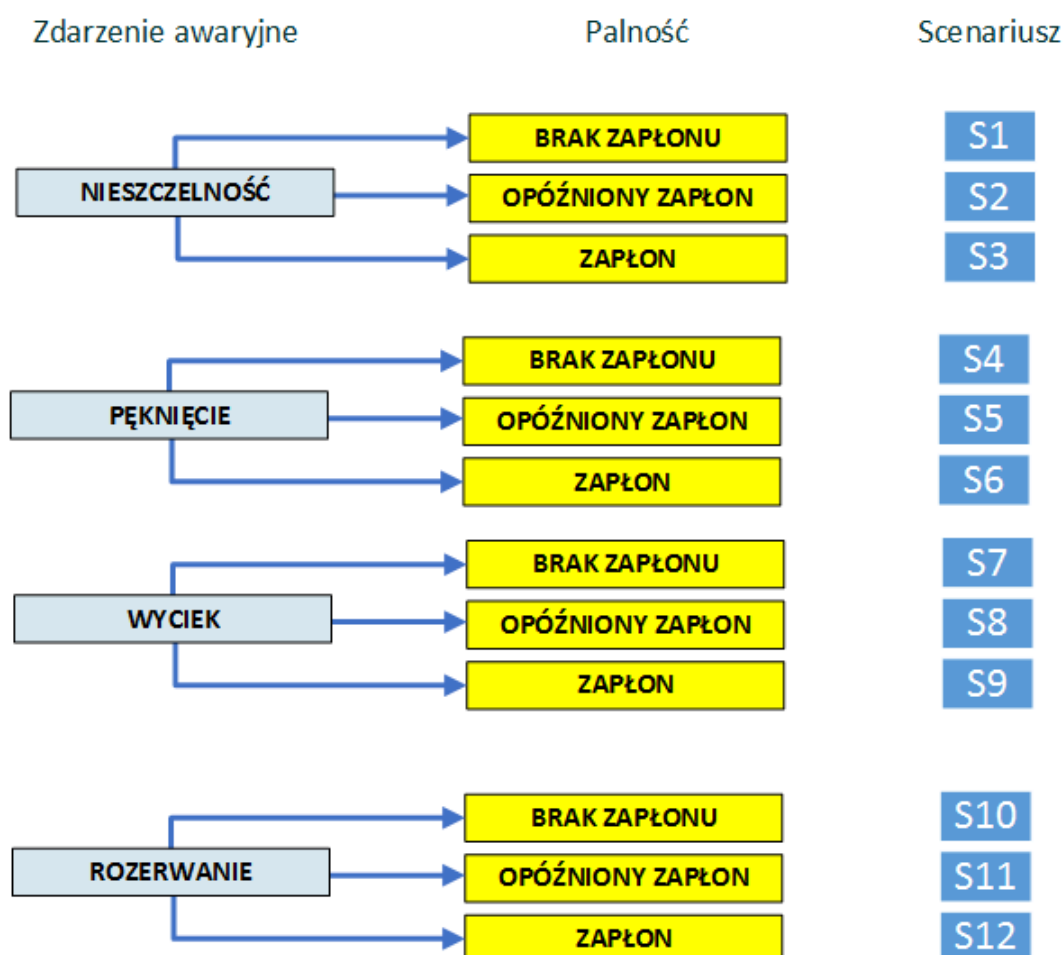 Zdarzenie awaryjne Palność Scenariusz
BRAK ZAPŁONU S1
NIESZCZELNOŚĆ OPÓŹNIONY ZAPŁON S2
ZAPŁON S3
BRAK ZAPŁONU S4
PĘKNIĘCIE OPÓŹNIONY ZAPŁON S5
ZAPŁON S6
BRAK ZAPŁONU S7
WYCIEK OPÓŹNIONY ZAPŁON S8
ZAPŁON S9
BRAK ZAPŁONU S10
ROZERWANIE OPÓŹNIONY ZAPŁON S11
ZAPŁON S12